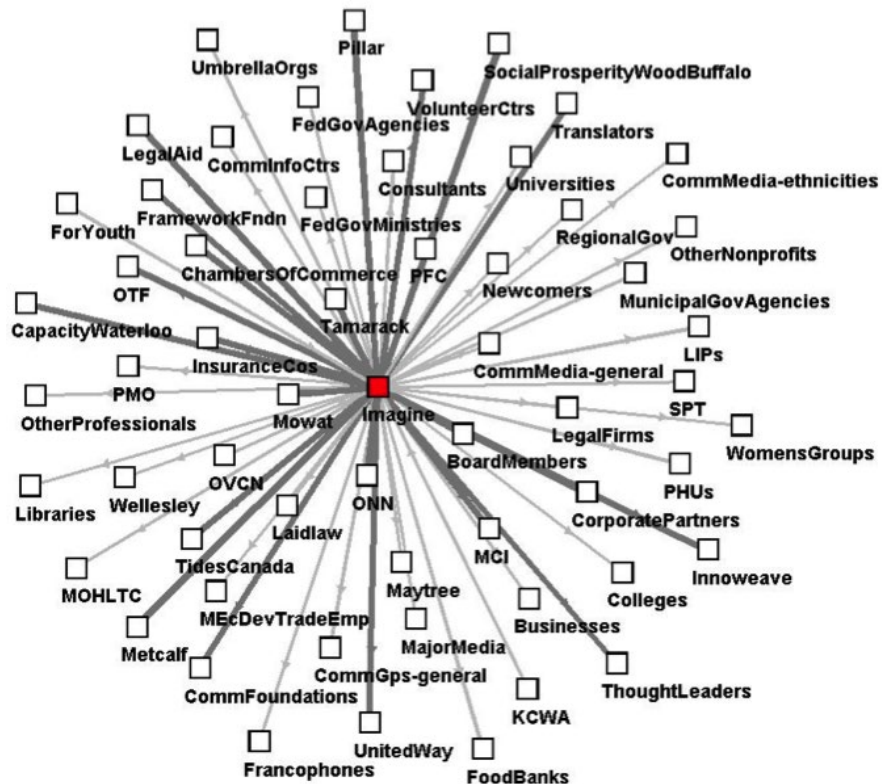 Pillar
UmbrellaOrgs
SocialProsperityWoodBuffalo
VolunteerCtrs
FedGovAgencies
Translators
LegalAid
CommInfoCtrs
Consultants
Universities
CommMedia-ethnicities
FrameworkFndn
FedGovMinistries
ForYouth
RegionalGov
OtherNonprofits
ChambersOfCommerce
PFC
Newcomers
OTF
MunicipalGovAgencies
Tamarack
CapacityWaterloo
LIPs
InsuranceCos
CommMedia-general
PMO
SPT
Imagine
OtherProfessionals
Mowat
LegalFirms
WomensGroups
BoardMembers
OVCN
PHUs
Wellesley
ONN
Libraries
CorporatePartners
Laidlaw
MCI
TidesCanada
Innoweave
Maytree
MOHLTC
Colleges
MEcDevTradeEmp
Businesses
MajorMedia
Metcalf
CommGps-general
ThoughtLeaders
CommFoundations
KCWA
UnitedWay
Francophones
FoodBanks